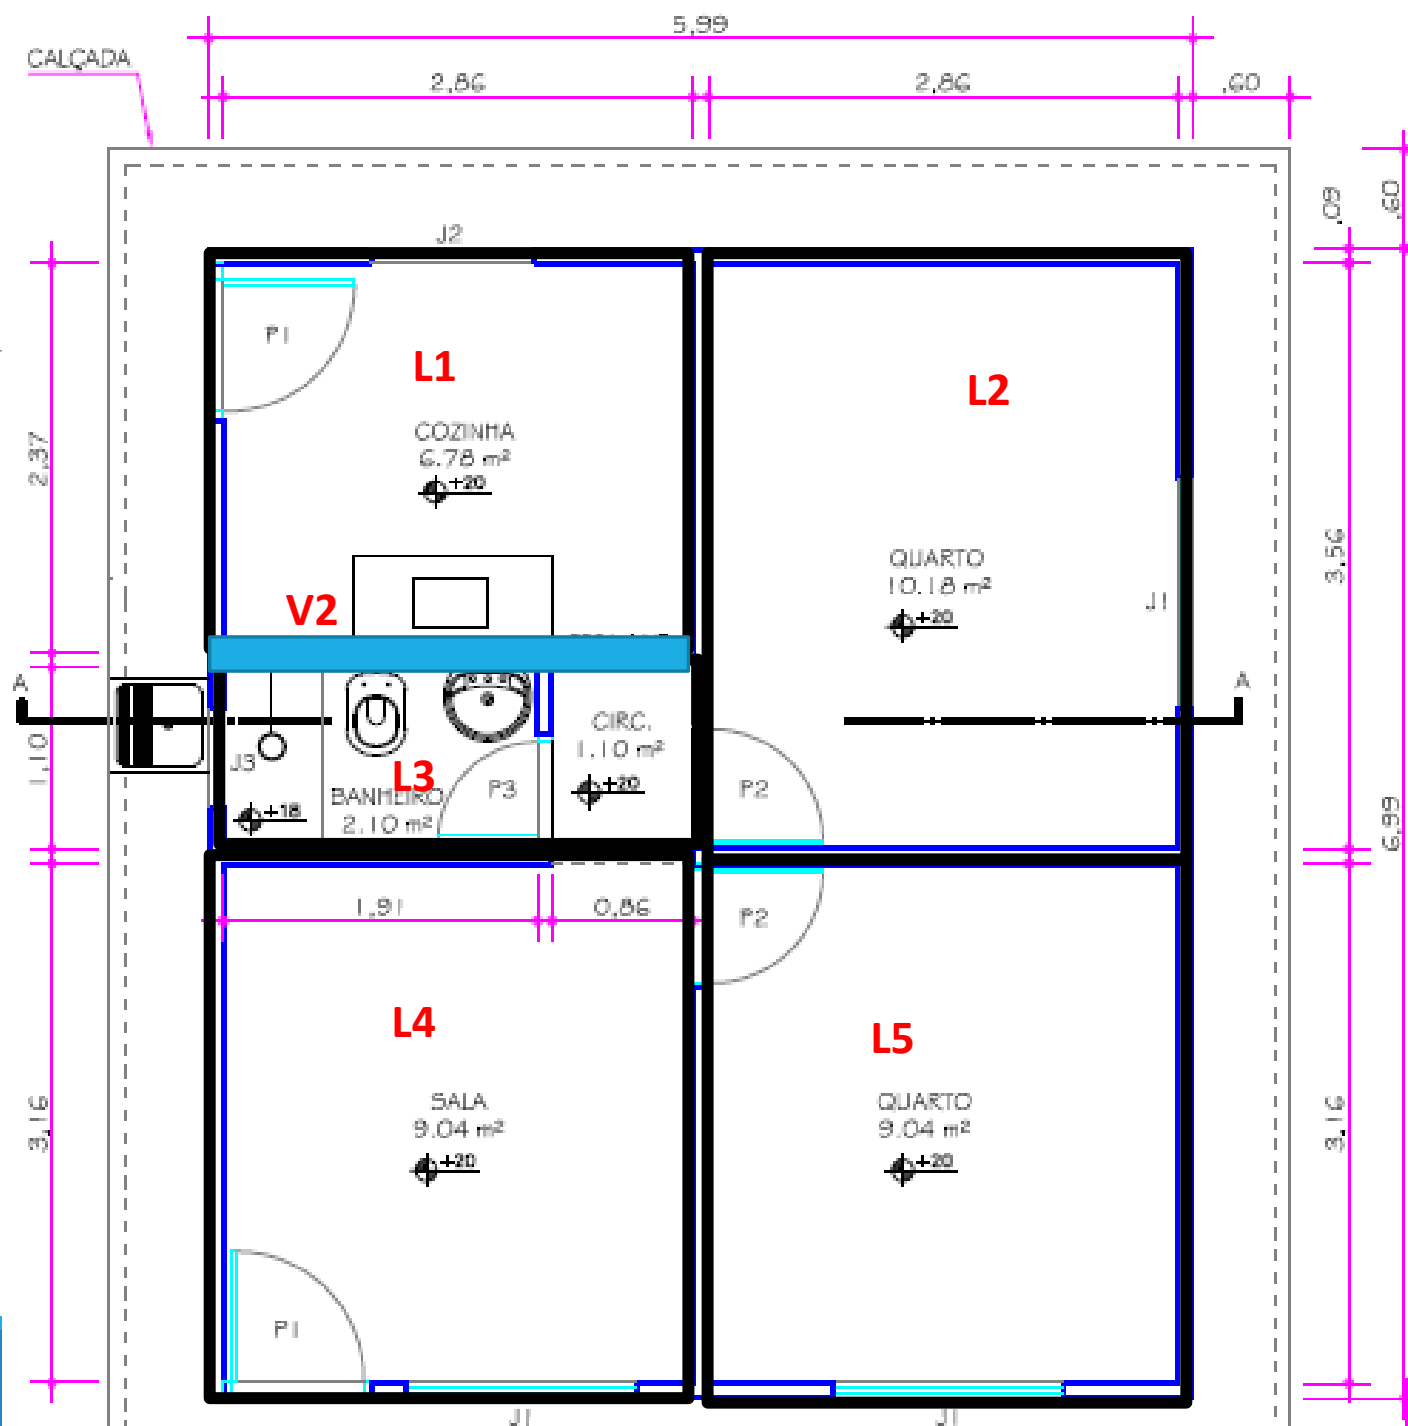 5,99
CALÇADA
2,86
2,86
,60
,09
,60
J2
P1
L1
L2
COZINHA
6.78 m²
+20
2,37
QUARTO
10.18 m²
+20
3,56
J1
V2
A
A
CIRC.
1.10 m²
+20
1,10
J3
L3
P3
P2
BANHEIRO
2.10 m²
+18
6,99
1,91
0,86
P2
L4
L5
SALA
9.04 m²
+20
QUARTO
9.04 m²
+20
3,16
3,16
P1
J1
J1